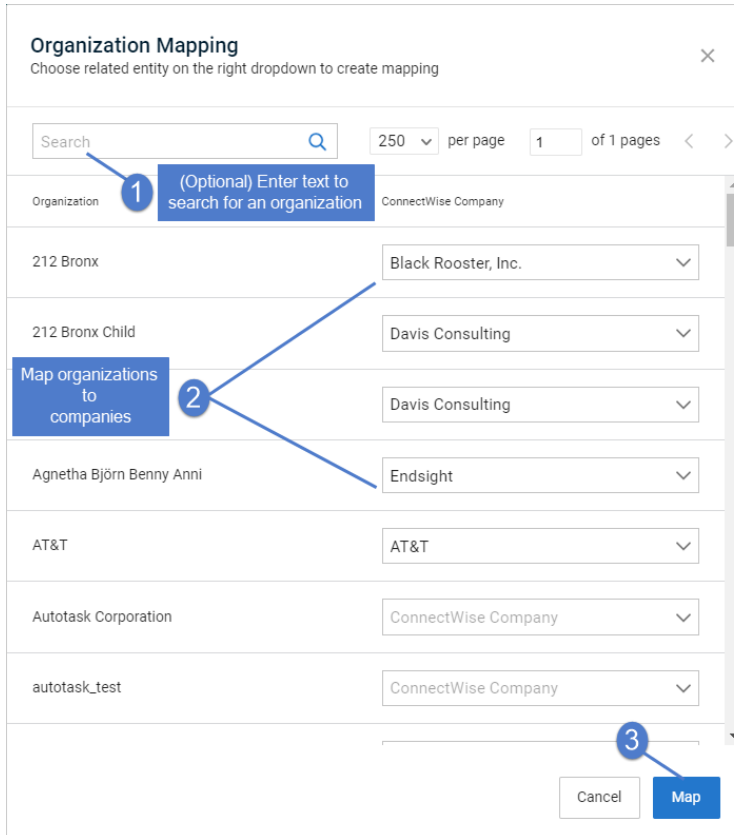 Organization Mapping
Choose related entity on the right dropdown to create mapping
Search
250 per page 1 of 1 pages
1
(Optional) Enter text to
search for an organization
Organization
ConnectWise Company
212 Bronx
Black Rooster, Inc.
212 Bronx Child
Davis Consulting
Map organizations
to
companies
2
Davis Consulting
Agnetha Björn Benny Anni
Endsight
AT&T
AT&T
Autotask Corporation
ConnectWise Company
autotask_test
ConnectWise Company
3
Cancel
Map